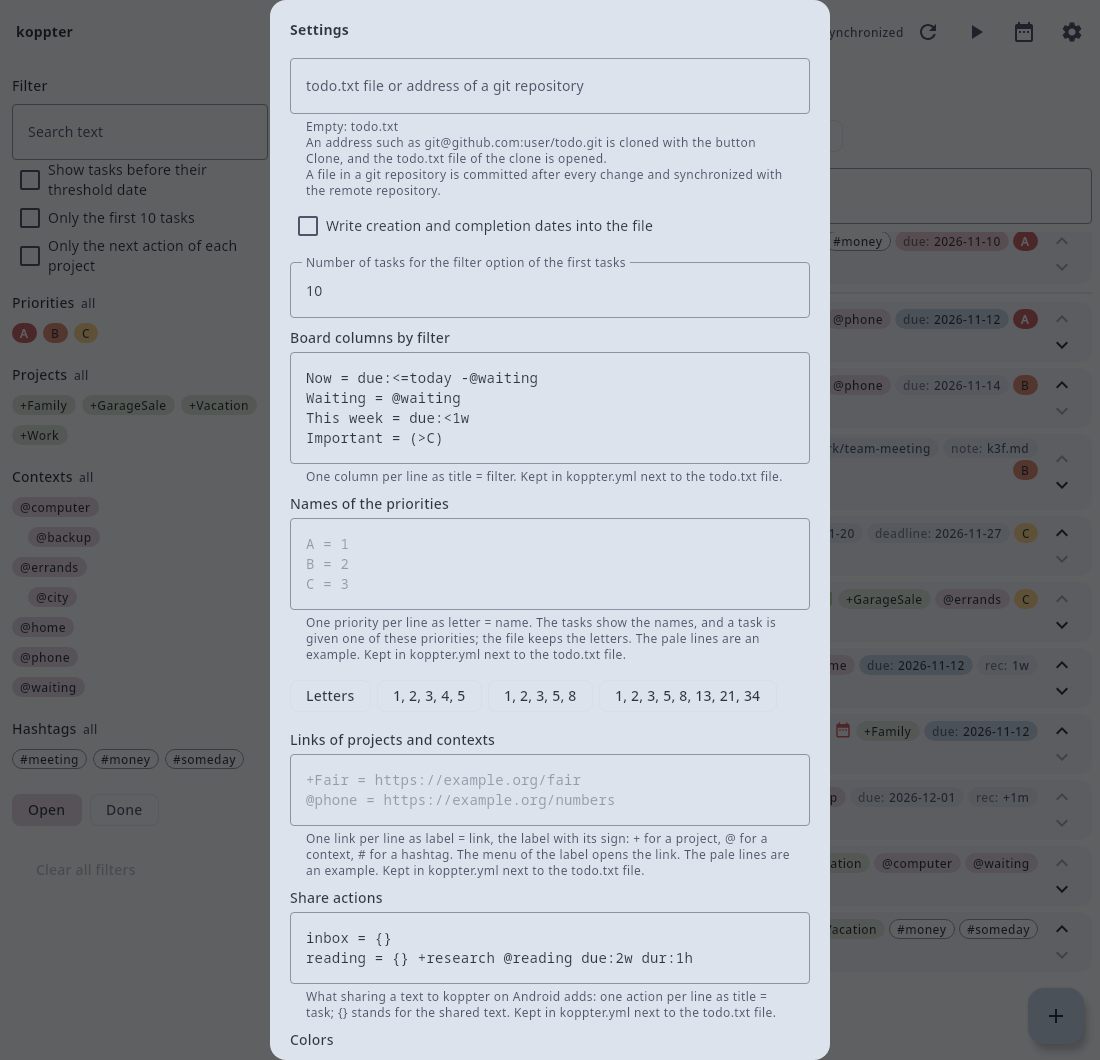 koppter
Filter
Search text
Show tasks before their
threshold date
Only the first 10 tasks
Only the next action of each
project
Priorities all
A B C
Projects all
+Family +GarageSale +Vacation
+Work
Contexts all
@computer
@backup
@errands
@city
@home
@phone
@waiting
Hashtags all
#meeting #money #someday
Open Done
Clear all filters
Settings
todo.txt file or address of a git repository
Empty: todo.txt
An address such as git@github.com:user/todo.git is cloned with the button
Clone, and the todo.txt file of the clone is opened.
A file in a git repository is committed after every change and synchronized with
the remote repository.
Write creation and completion dates into the file
Number of tasks for the filter option of the first tasks
10
Board columns by filter
Now = due:<=today -@waiting
Waiting = @waiting
This week = due:<1w
Important = (>C)
One column per line as title = filter. Kept in koppter.yml next to the todo.txt file.
Names of the priorities
A = 1
B = 2
C = 3
One priority per line as letter = name. The tasks show the names, and a task is
given one of these priorities; the file keeps the letters. The pale lines are an
example. Kept in koppter.yml next to the todo.txt file.
Letters 1, 2, 3, 4, 5 1, 2, 3, 5, 8 1, 2, 3, 5, 8, 13, 21, 34
Links of projects and contexts
+Fair = https://example.org/fair
@phone = https://example.org/numbers
One link per line as label = link, the label with its sign: + for a project, @ for a
context, # for a hashtag. The menu of the label opens the link. The pale lines are
an example. Kept in koppter.yml next to the todo.txt file.
Share actions
inbox = {}
reading = {} +research @reading due:2w dur:1h
What sharing a text to koppter on Android adds: one action per line as title =
task; {} stands for the shared text. Kept in koppter.yml next to the todo.txt file.
Colors
ynchronized
#money due: 2026-11-10 A
@phone due: 2026-11-12 A
@phone due: 2026-11-14 B
k/team-meeting note: k3f.md
B
1-20 deadline: 2026-11-27 C
+GarageSale @errands C
me due: 2026-11-12 rec: 1w
+Family due: 2026-11-12
p due: 2026-12-01 rec: +1m
ation @computer @waiting
acation #money #someday